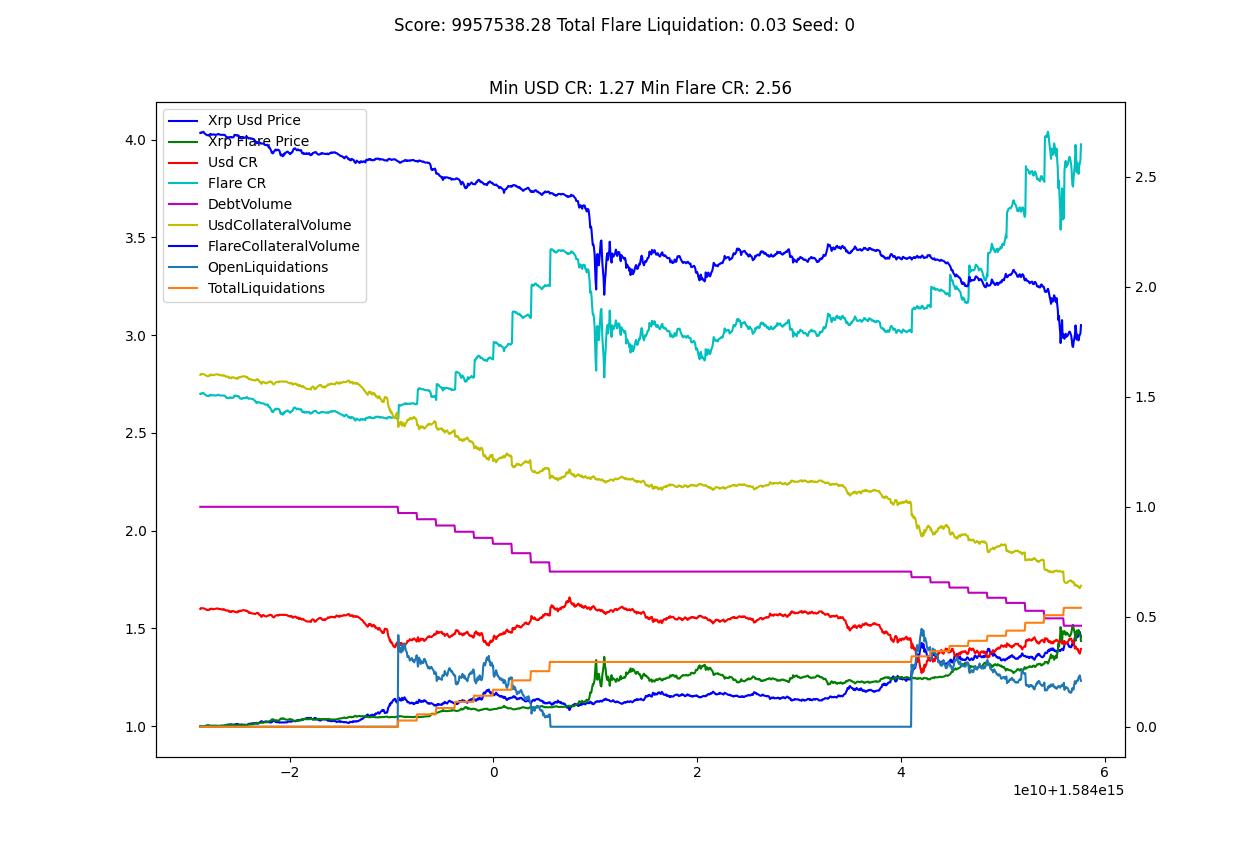 Score: 9957538.28 Total Flare Liquidation: 0.03 Seed: 0
Min USD CR: 1.27 Min Flare CR: 2.56
Xrp Usd Price
Xrp Flare Price
Usd CR
Flare CR
DebtVolume
UsdCollateralVolume
FlareCollateralVolume
OpenLiquidations
TotalLiquidations
4.0
3.5
3.0
2.5
2.0
1.5
1.0
2.5
2.0
1.5
1.0
0.5
0.0
−2 0 2 4 6
1e10+1.584e15